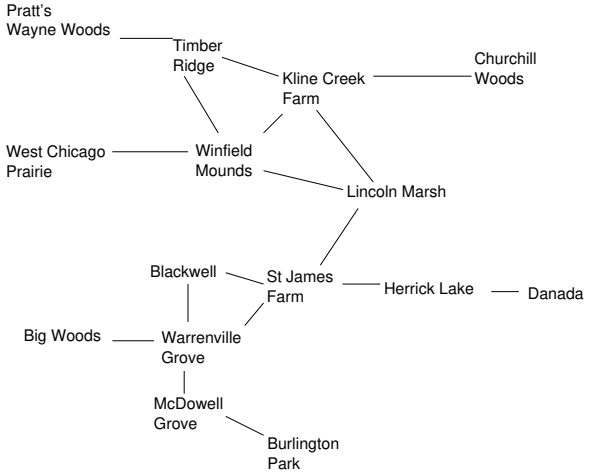 Pratt's
Wayne Woods
Timber
Ridge
Kline Creek
Farm
Churchill
Woods
West Chicago
Prairie
Winfield
Mounds
Lincoln Marsh
Blackwell
St James
Farm
Herrick Lake
Danada
Big Woods
Warrenville
Grove
McDowell
Grove
Burlington
Park